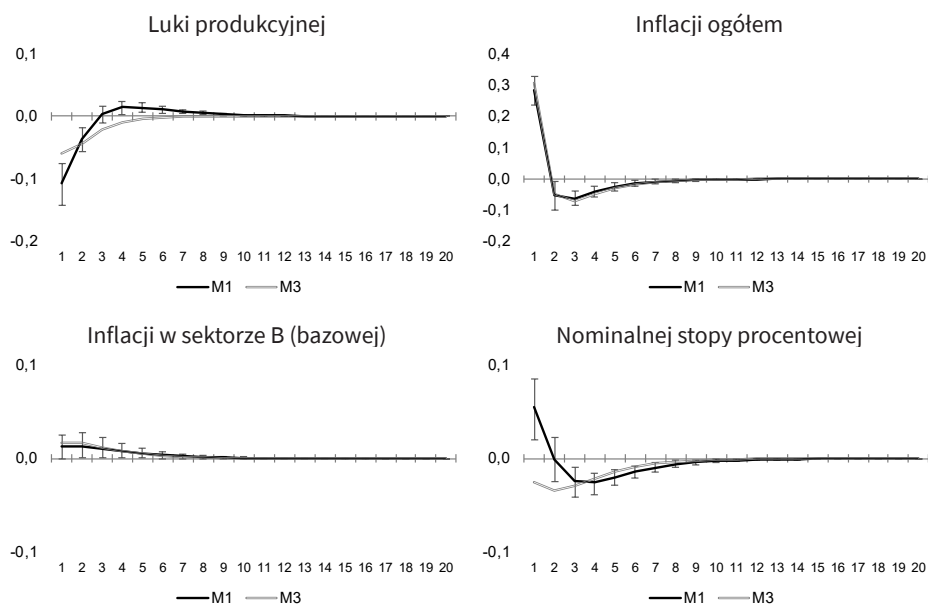 Luki produkcyjnej
0,1
0,0
-0,1
-0,2
1 2 3 4 5 6 7 8 9 10 11 12 13 14 15 16 17 18 19 20
M1 M3
Inflacji ogółem
0,4
0,3
0,2
0,1
0,0
-0,1
-0,2
1 2 3 4 5 6 7 8 9 10 11 12 13 14 15 16 17 18 19 20
M1 M3
Inflacji w sektorze B (bazowej)
0,1
0,0
-0,1
1 2 3 4 5 6 7 8 9 10 11 12 13 14 15 16 17 18 19 20
M1 M3
Nominalnej stopy procentowej
0,1
0,0
-0,1
1 2 3 4 5 6 7 8 9 10 11 12 13 14 15 16 17 18 19 20
M1 M3